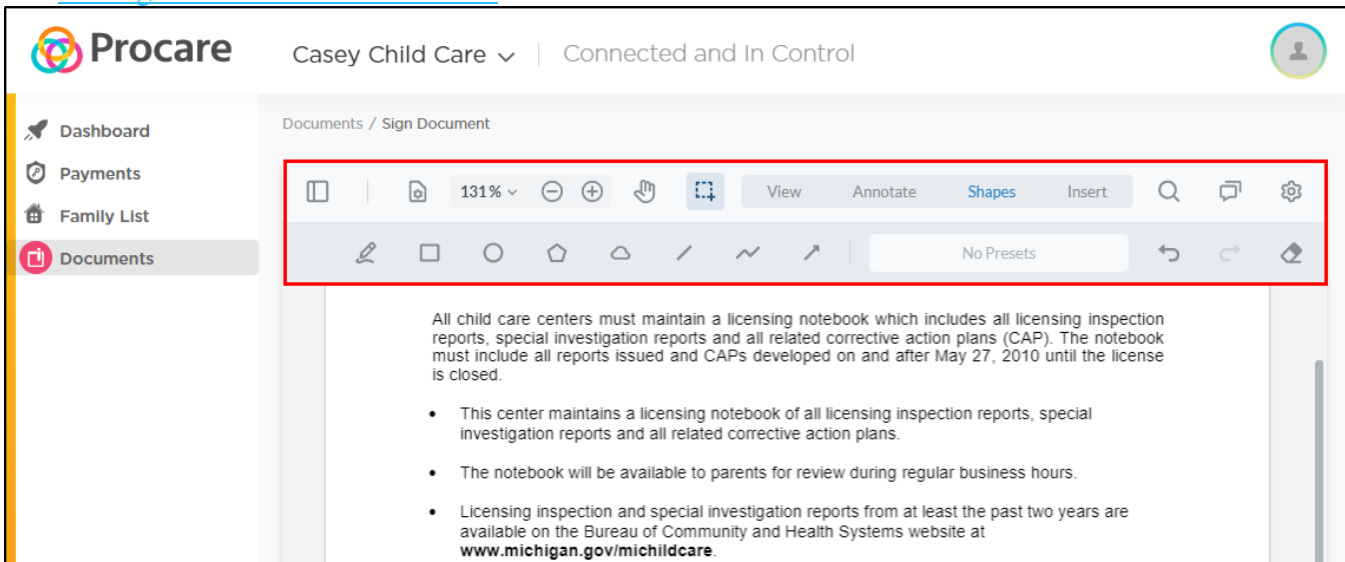 Procare
Casey Child Care
Connected and In Control
Dashboard
Payments
Family List
Documents
Documents / Sign Document
131%
View
Annotate
Shapes
Insert
No Presets
All child care centers must maintain a licensing notebook which includes all licensing inspection
reports, special investigation reports and all related corrective action plans (CAP). The notebook
must include all reports issued and CAPs developed on and after May 27, 2010 until the license
is closed.
• This center maintains a licensing notebook of all licensing inspection reports, special
investigation reports and all related corrective action plans.
• The notebook will be available to parents for review during regular business hours.
• Licensing inspection and special investigation reports from at least the past two years are
available on the Bureau of Community and Health Systems website at
www.michigan.gov/michildcare.